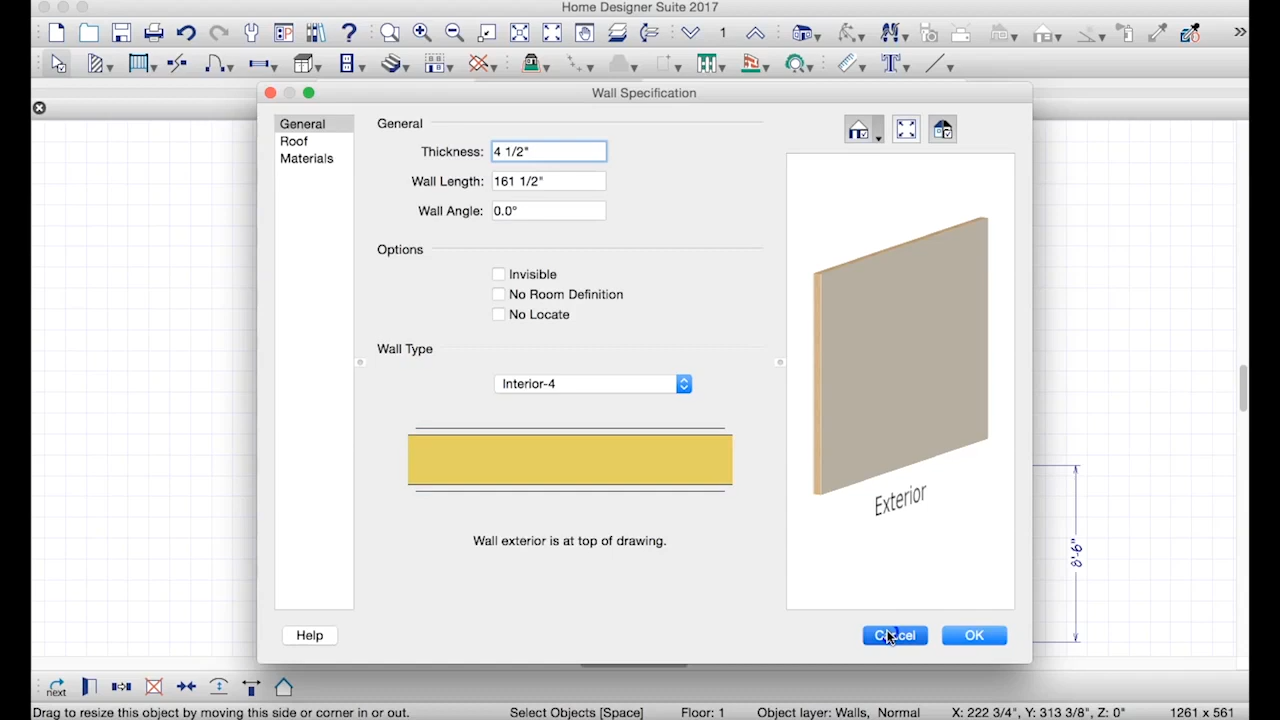 Home Designer Suite 2017
1
Wall Specification
General
Roof
Materials
General
Thickness: 4 1/2"
Wall Length: 161 1/2"
Wall Angle: 0.0°
Options
Invisible
No Room Definition
No Locate
Wall Type
Interior-4
Wall exterior is at top of drawing.
Exterior
8'-6"
Help
Cancel
OK
next
Drag to resize this object by moving this side or corner in or out.
Select Objects [Space]
Floor: 1
Object layer: Walls, Normal
X: 222 3/4", Y: 313 3/8", Z: 0"
1261 x 561